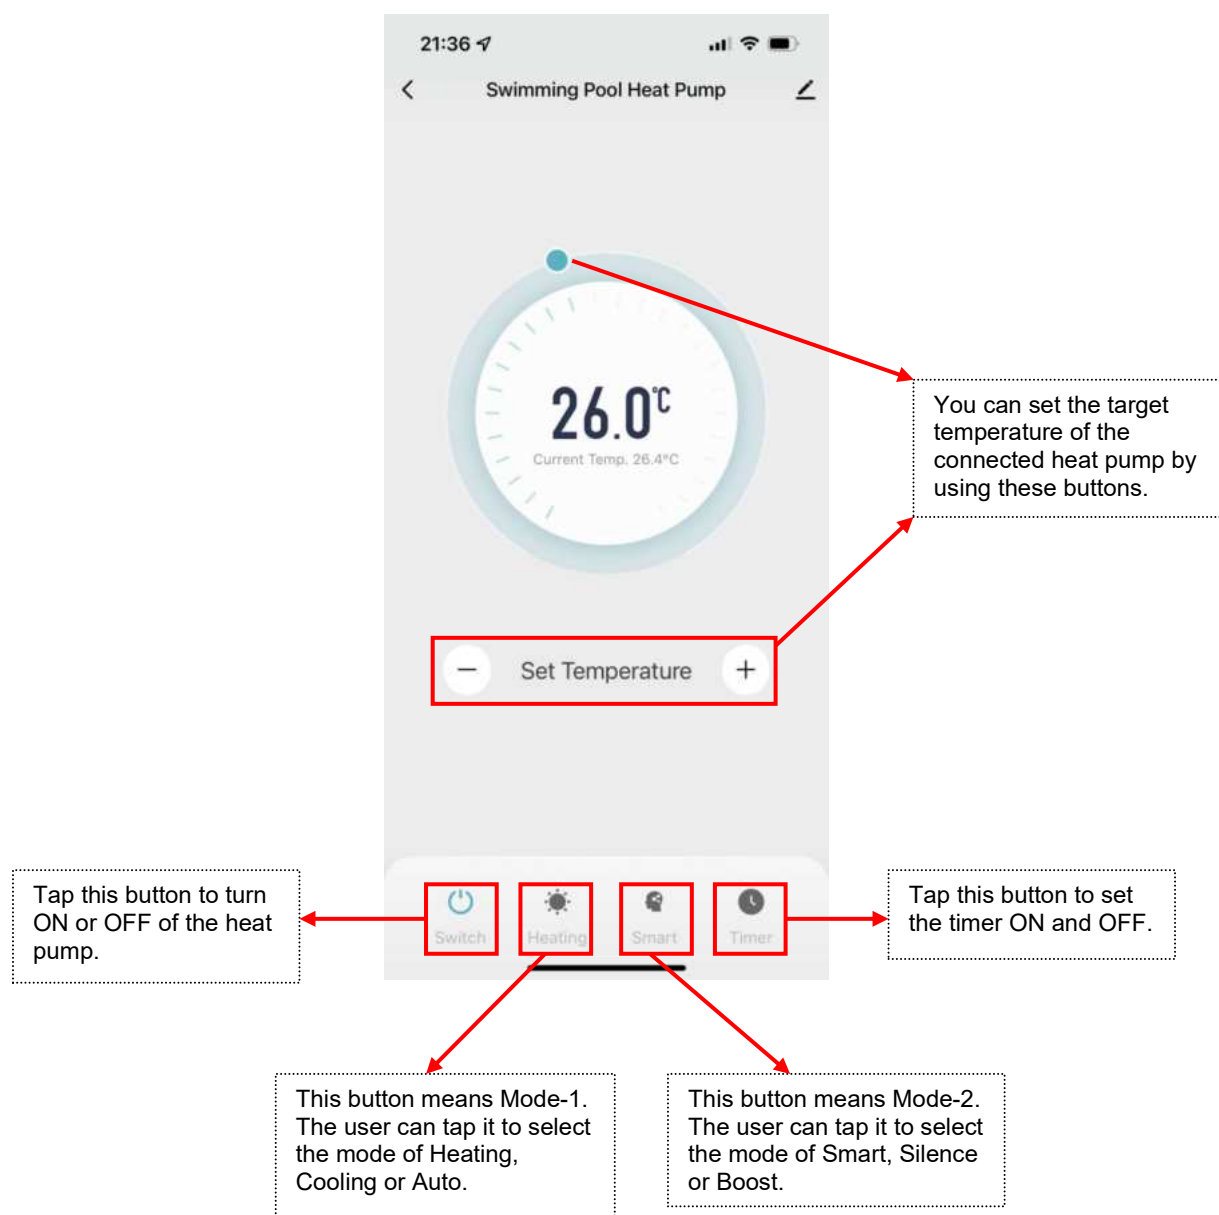 21:36
Swimming Pool Heat Pump
26.0℃
Current Temp. 26.4°C
You can set the target
temperature of the
connected heat pump by
using these buttons.
Set Temperature
Tap this button to turn
ON or OFF of the heat
pump.
Switch
Heating
Smart
Timer
Tap this button to set
the timer ON and OFF.
This button means Mode-1.
The user can tap it to select
the mode of Heating,
Cooling or Auto.
This button means Mode-2.
The user can tap it to select
the mode of Smart, Silence
or Boost.